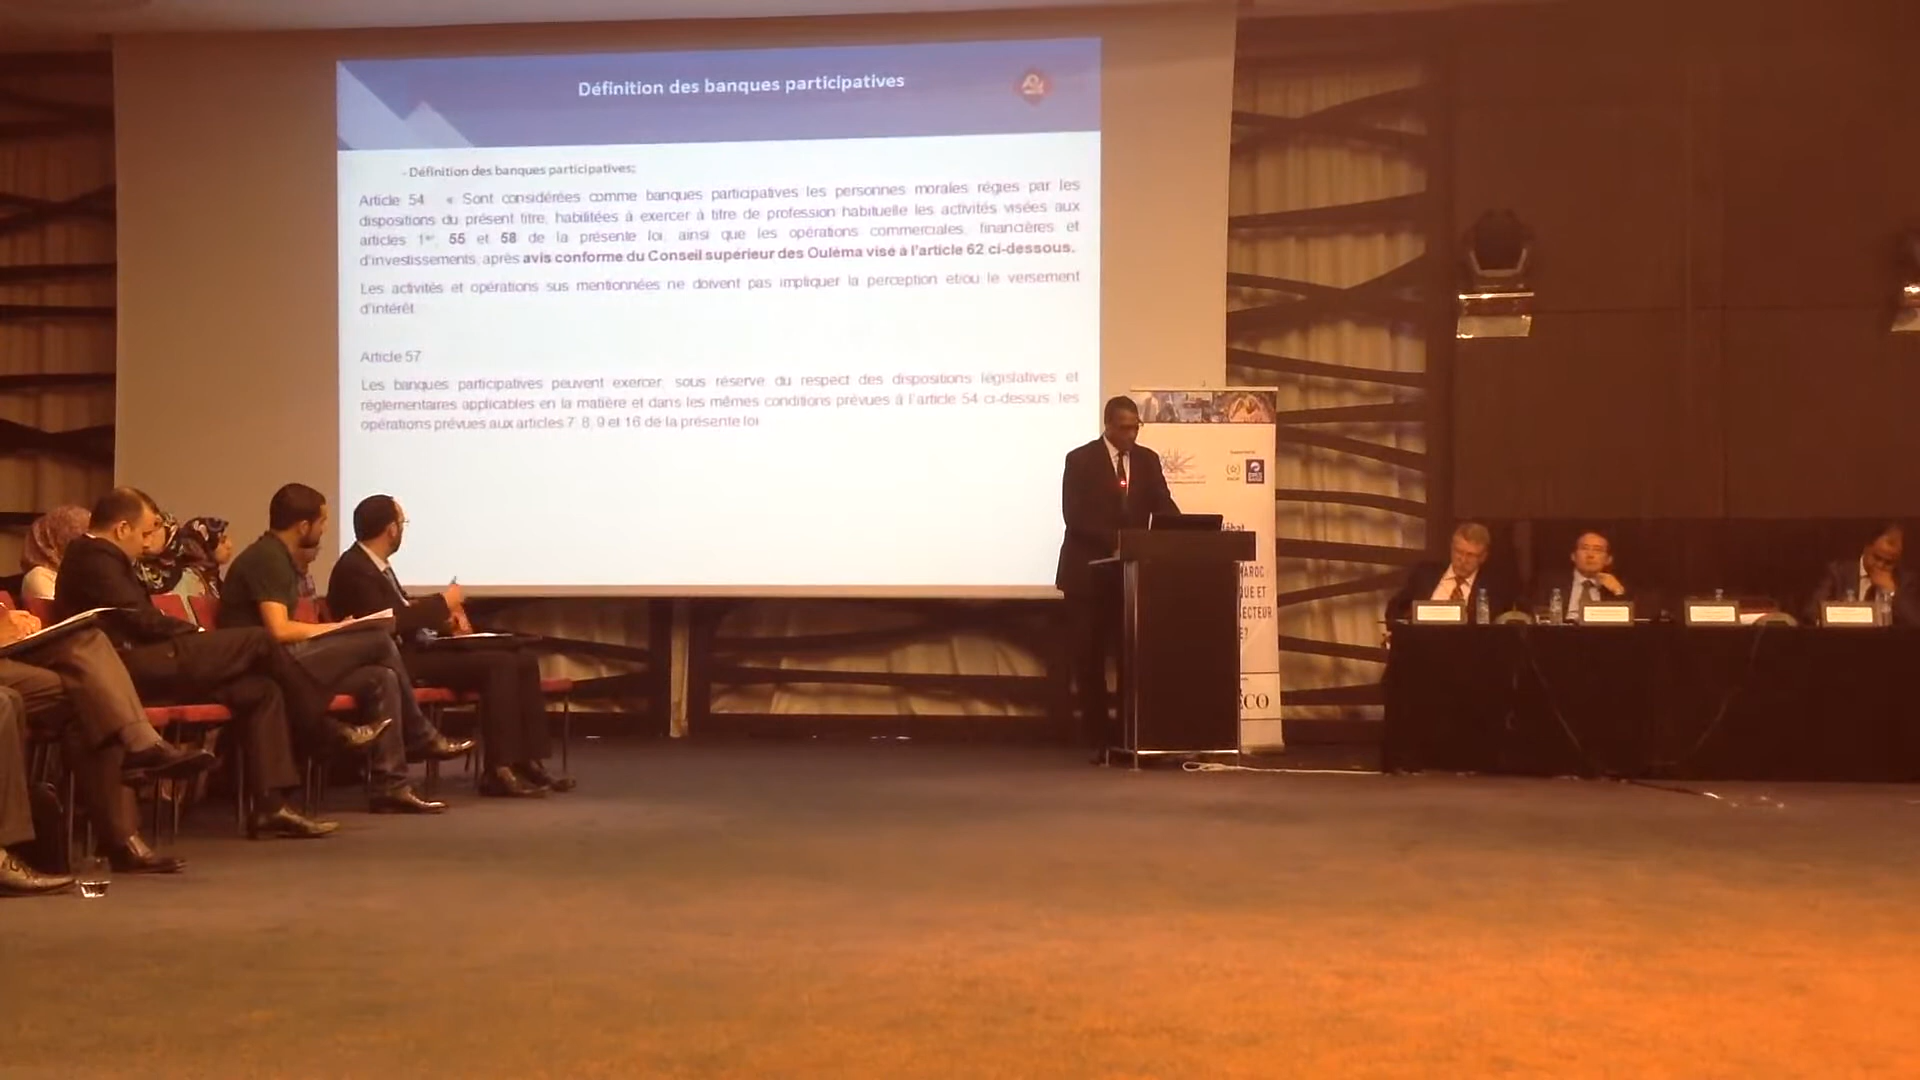 Définition des banques participatives
- Définition des banques participatives;
Article 54 « Sont considérées comme banques participatives les personnes morales régies par les
dispositions du présent titre, habilitées à exercer à titre de profession habituelle les activités visées aux
articles 1er, 55 et 58 de la présente loi, ainsi que les opérations commerciales, financières et
d'investissements, après avis conforme du Conseil supérieur des Ouléma visé à l'article 62 ci-dessous.
Les activités et opérations sus mentionnées ne doivent pas impliquer la perception et/ou le versement
d'intérêt
Article 57
Les banques participatives peuvent exercer, sous réserve du respect des dispositions législatives et
réglementaires applicables en la matière et dans les mêmes conditions prévues à l'article 54 ci-dessus, les
opérations prévues aux articles 7, 8, 9 et 16 de la présente loi
ébat
MAROC
QUE ET
SECTEUR
E?
ECO